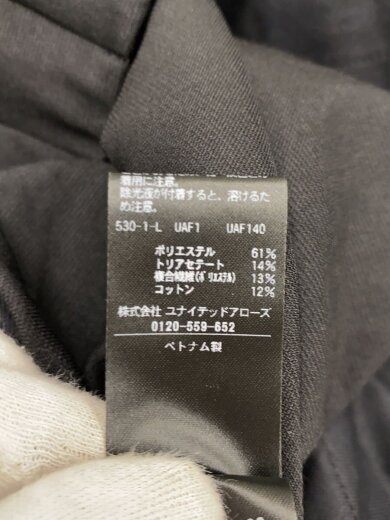 着用に注意。
除光液が付着すると、溶けるた
め注意。
530-1-L UAF1 UAF140
ポリエステル 61%
トリアセテート 14%
複合繊維(ポリエステル) 13%
コットン 12%
株式会社 ユナイテッドアローズ
0120-559-652
ベトナム製